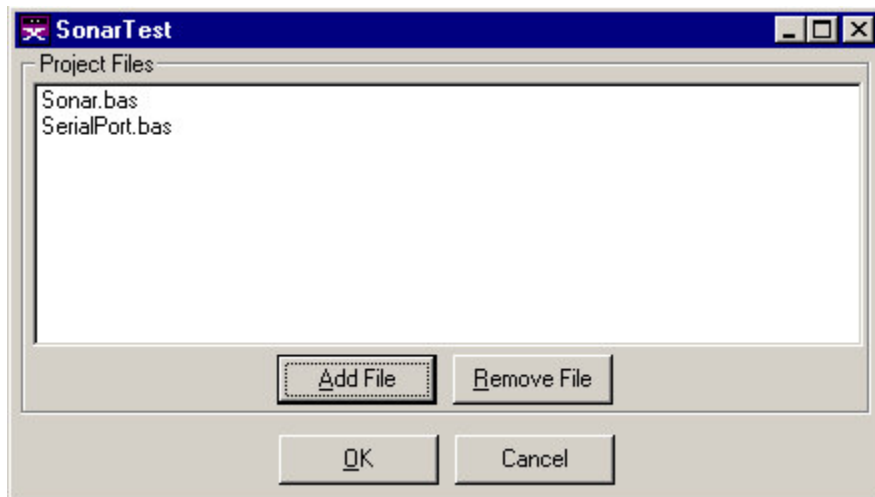 SonarTest
Project Files
Sonar.bas
SerialPort.bas
Add File Remove File
OK Cancel